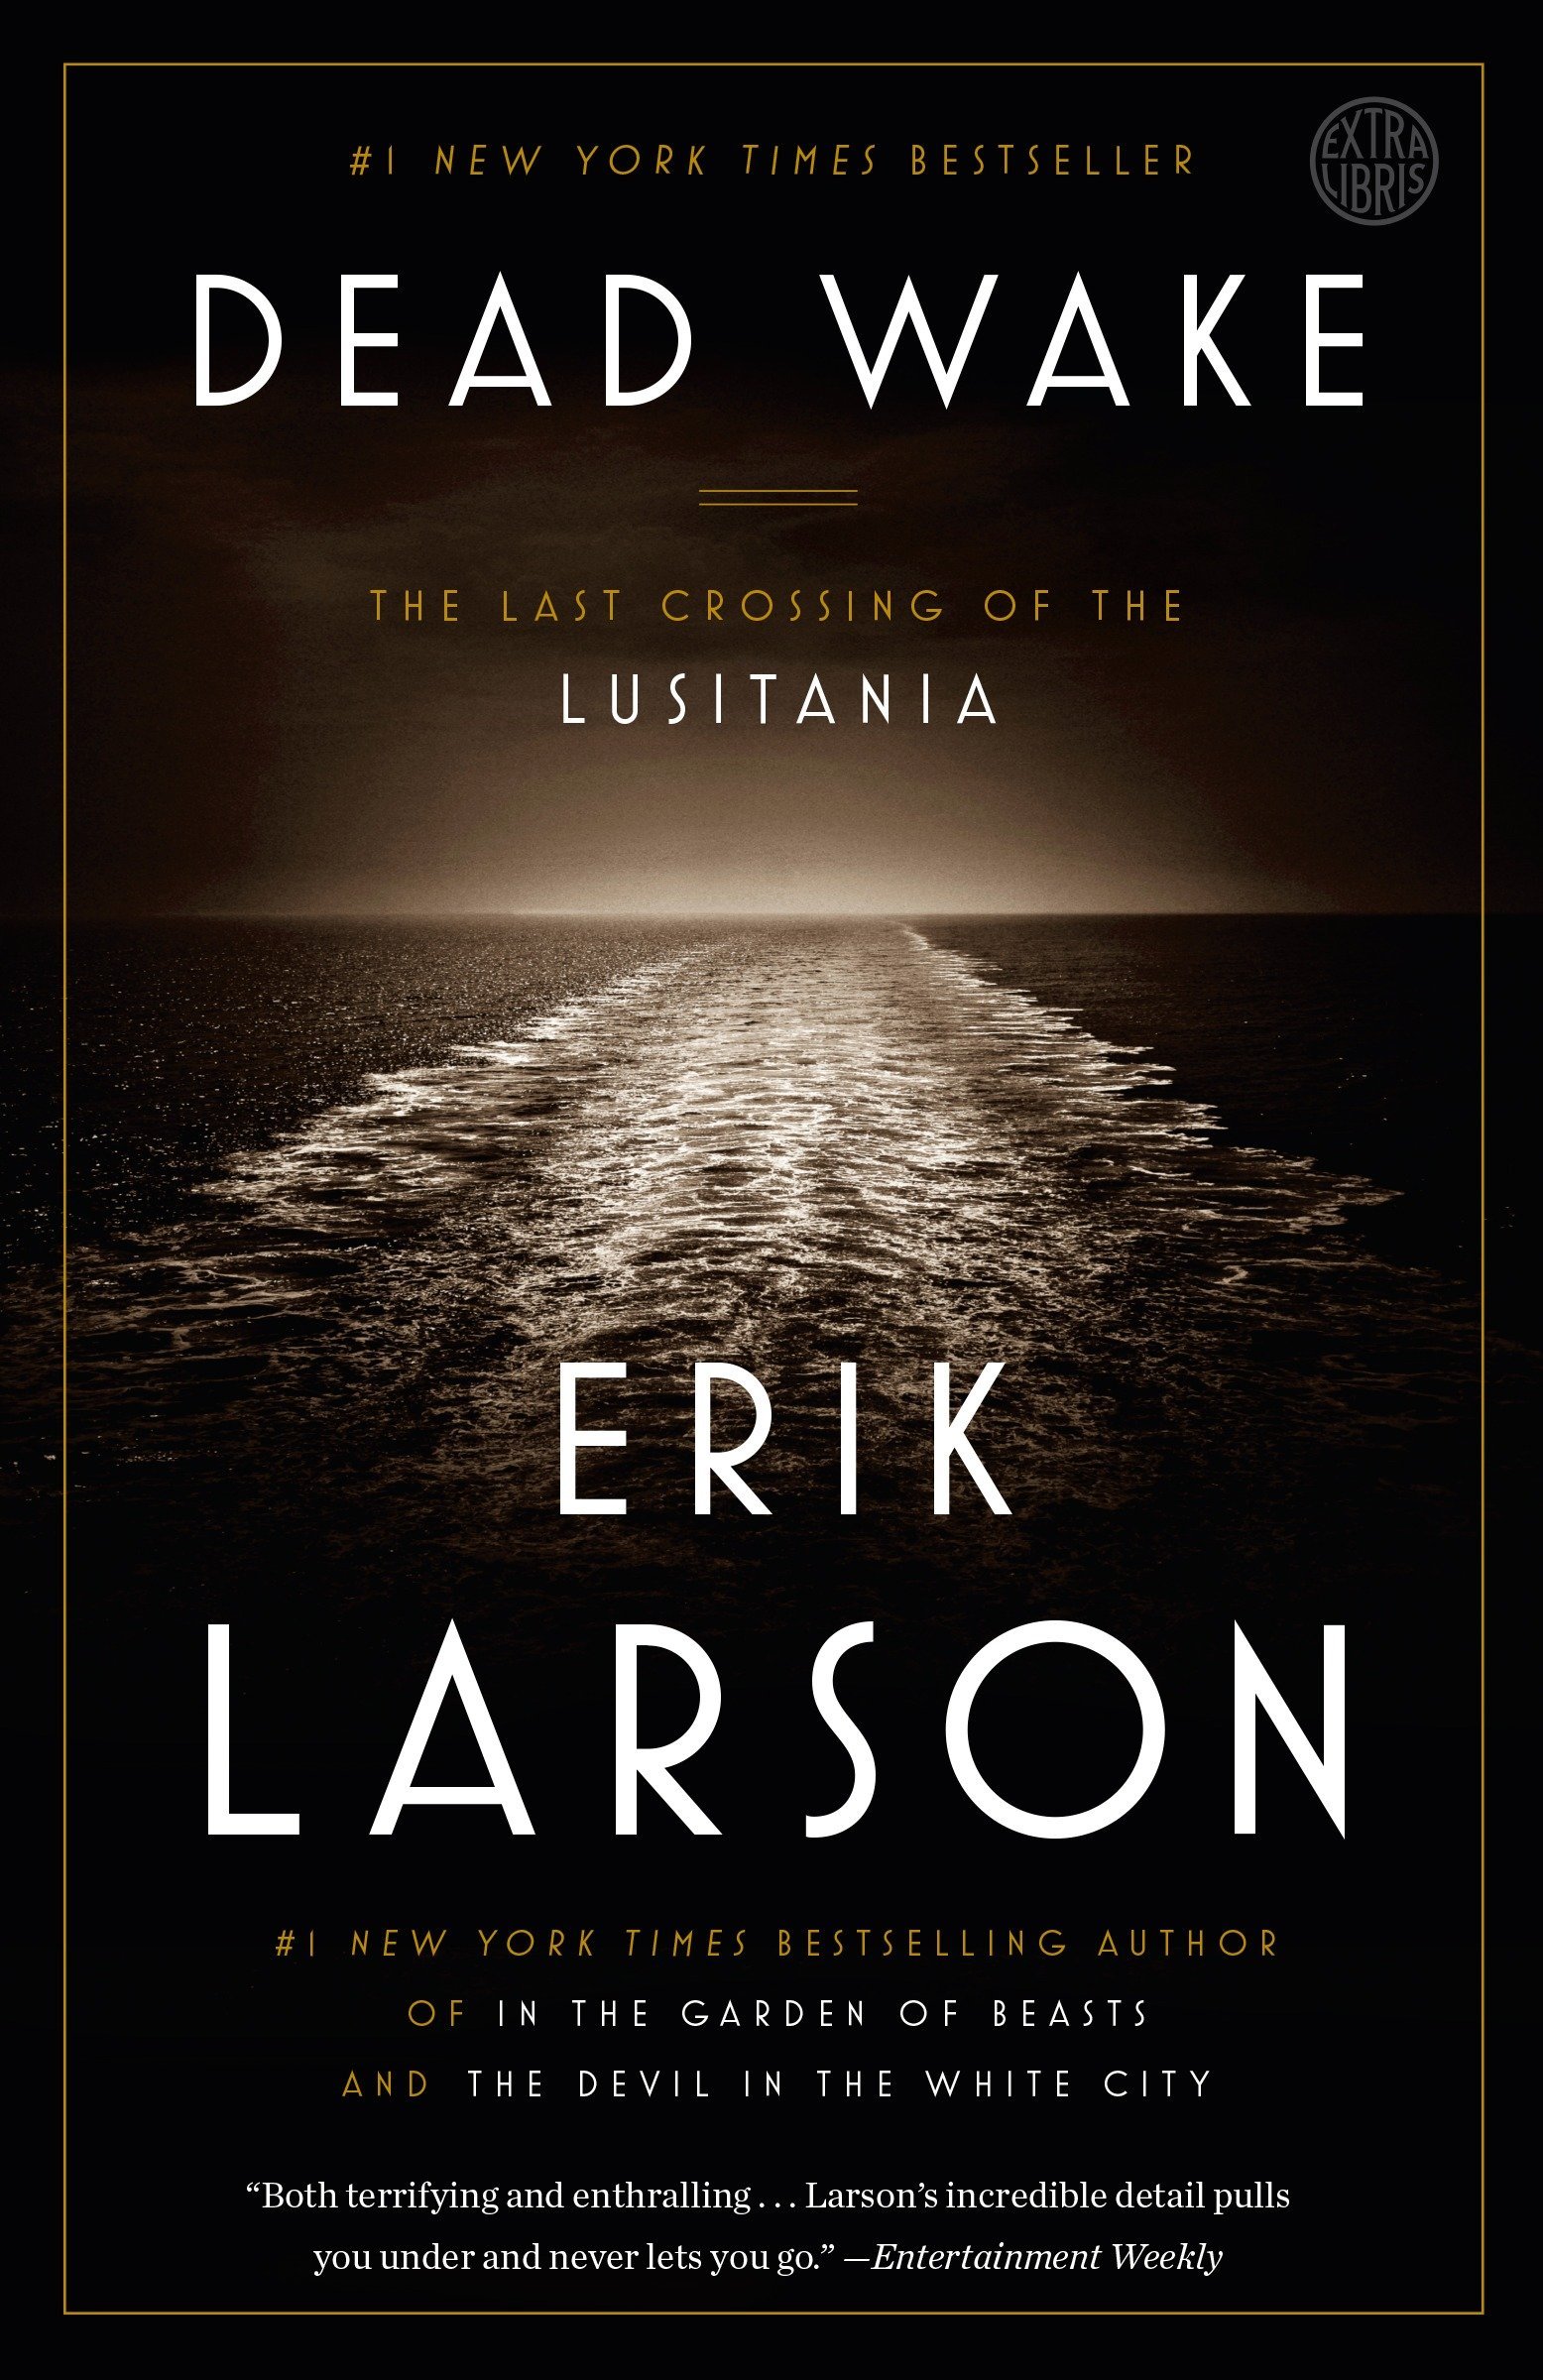 #1 NEW YORK TIMES BESTSELLER
EXTRA
LIBRIS
DEAD WAKE
THE LAST CROSSING OF THE
LUSITANIA
ERIK
LARSON
#1 NEW YORK TIMES BESTSELLING AUTHOR
OF IN THE GARDEN OF BEASTS
AND THE DEVIL IN THE WHITE CITY
“Both terrifying and enthralling . . . Larson’s incredible detail pulls
you under and never lets you go.” —Entertainment Weekly